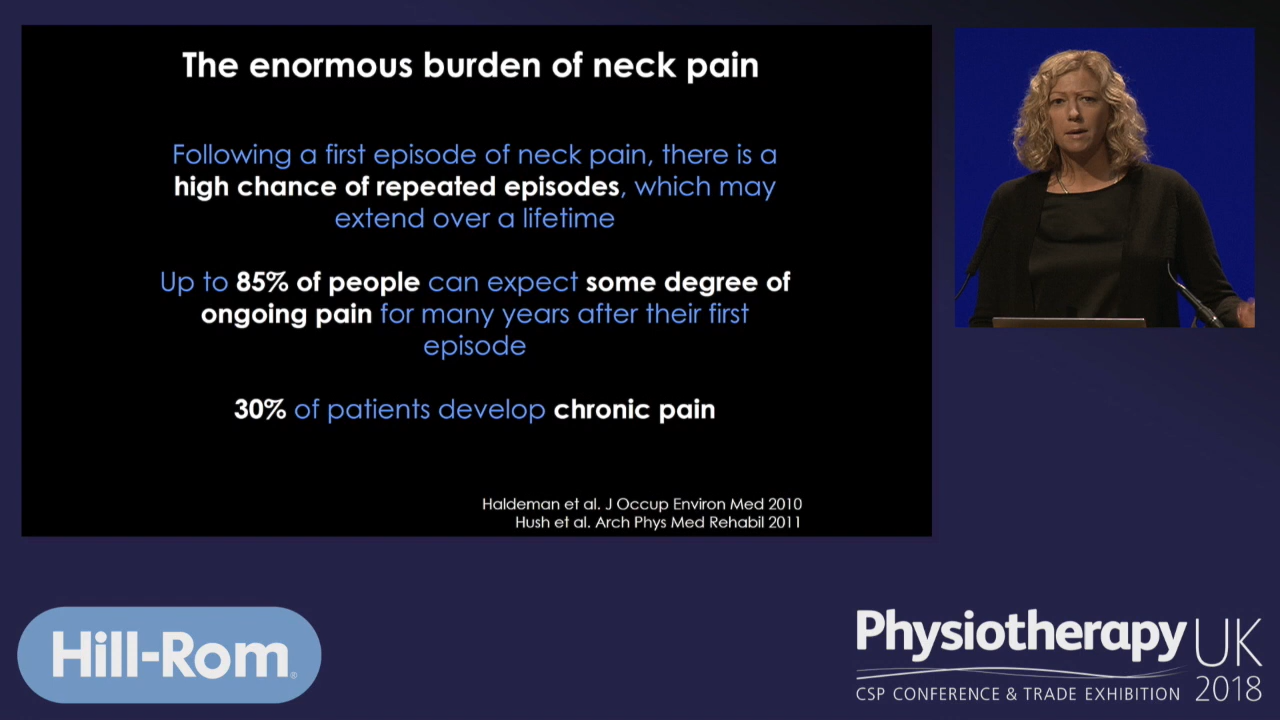 The enormous burden of neck pain
Following a first episode of neck pain, there is a
high chance of repeated episodes, which may
extend over a lifetime
Up to 85% of people can expect some degree of
ongoing pain for many years after their first
episode
30% of patients develop chronic pain
Haldeman et al. J Occup Environ Med 2010
Hush et al. Arch Phys Med Rehabil 2011
Hill-Rom®
Physiotherapy UK
CSP CONFERENCE & TRADE EXHIBITION 2018